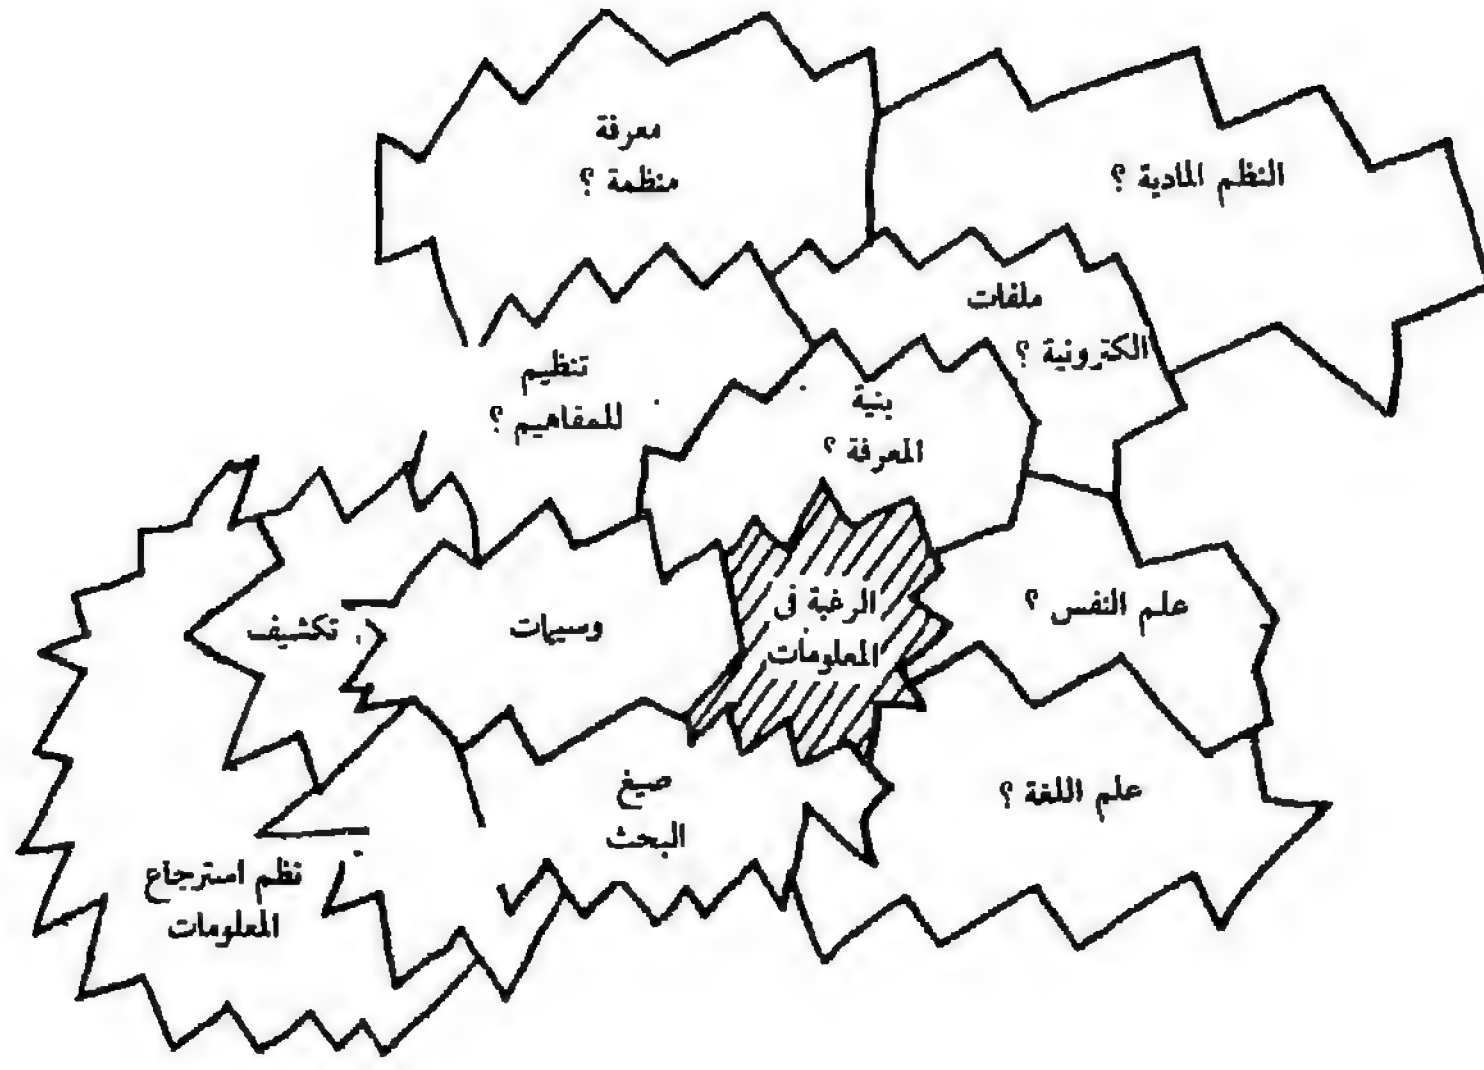 معرفة
منظمة ؟
النظم المادية ؟
ملفات
الكترونية ؟
تنظيم
للمفاهيم ؟
بنية
المعرفة ؟
الرغبة فى
المعلومات
علم النفس ؟
وسيمات
تكشيف
علم اللغة ؟
صيغ
البحث
نظم استرجاع
المعلومات